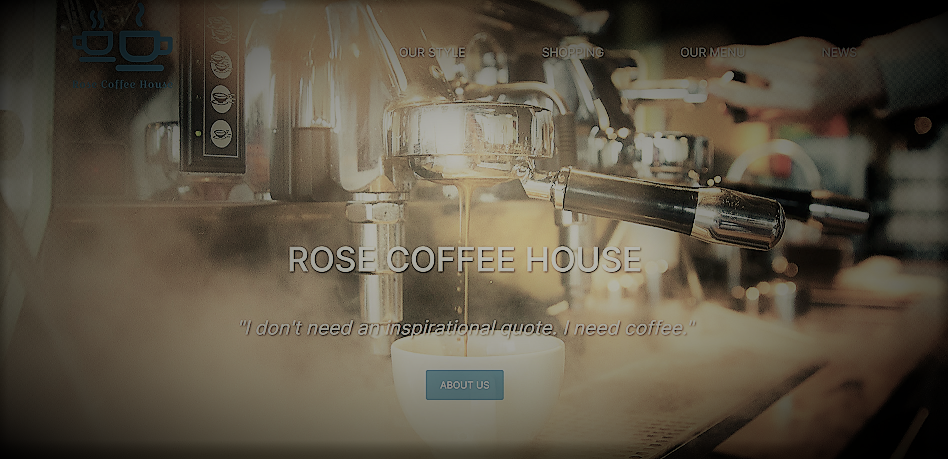 OUR STYLE SHOPPING OUR MENU NEWS
Rose Coffee House
ROSE COFFEE HOUSE
"I don't need an inspirational quote, I need coffee."
ABOUT US